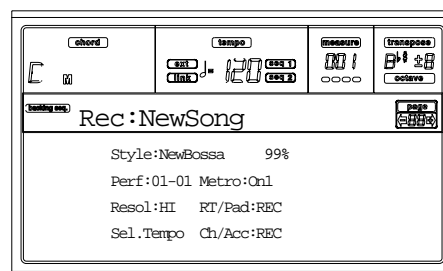 chord tempo measure transpose
C M ext link ♩= 120 seq 1 seq 2 001 B♭♯ ±8
octave
backing seq. Rec:NewSong page
Style:NewBossa 99%
Perf:01-01 Metro:On1
Resol:HI RT/Pad:REC
Sel.Tempo Ch/Acc:REC